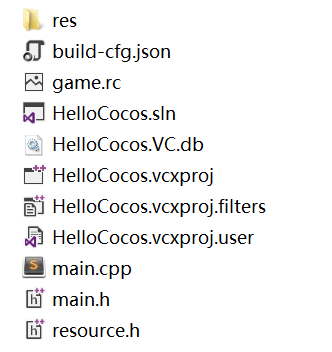 res
build-cfg.json
game.rc
HelloCocos.sln
HelloCocos.VC.db
HelloCocos.vcxproj
HelloCocos.vcxproj.filters
HelloCocos.vcxproj.user
main.cpp
main.h
resource.h